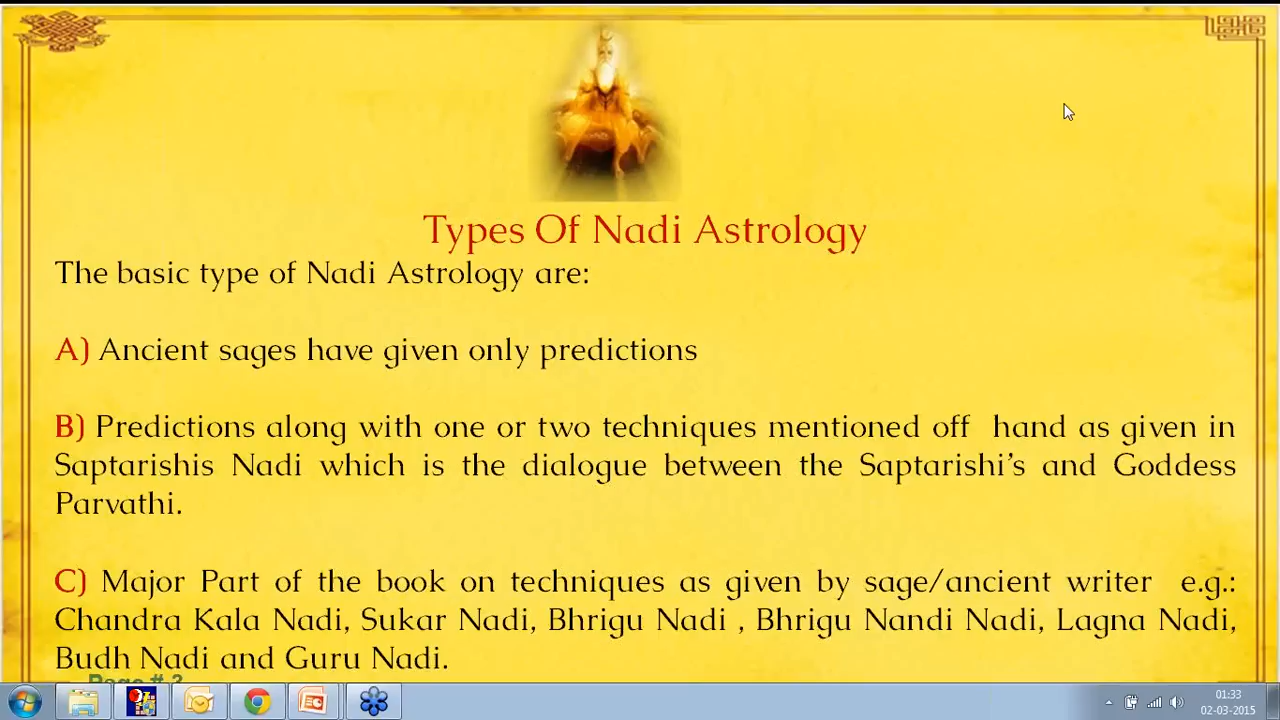 Types Of Nadi Astrology
The basic type of Nadi Astrology are:
A) Ancient sages have given only predictions
B) Predictions along with one or two techniques mentioned off  hand as given in
Saptarishis Nadi which is the dialogue between the Saptarishi’s and Goddess
Parvathi.
C) Major Part of the book on techniques as given by sage/ancient writer  e.g.:
Chandra Kala Nadi, Sukar Nadi, Bhrigu Nadi , Bhrigu Nandi Nadi, Lagna Nadi,
Budh Nadi and Guru Nadi.
Page # 2
01:33
02-03-2015